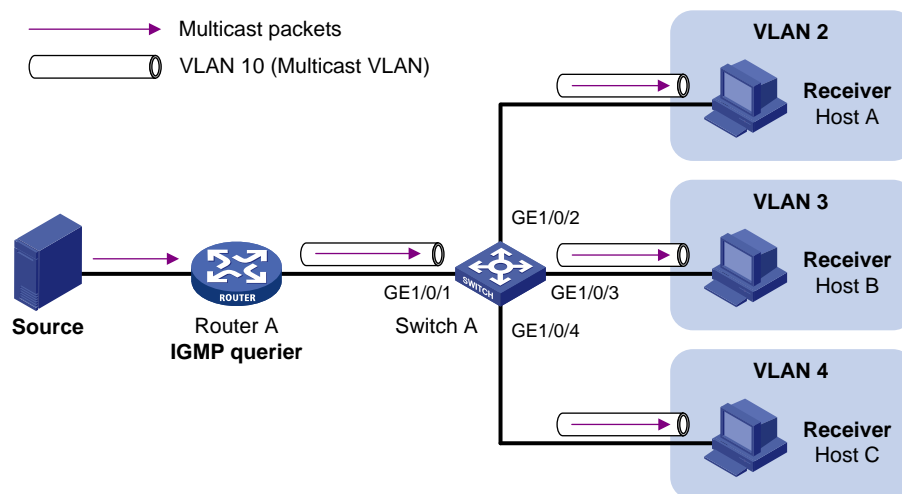 Multicast packets
VLAN 10 (Multicast VLAN)
VLAN 2
Receiver
Host A
GE1/0/2
VLAN 3
Receiver
Host B
Source
ROUTER
Router A
IGMP querier
GE1/0/1
SWITCH
Switch A
GE1/0/3
GE1/0/4
VLAN 4
Receiver
Host C